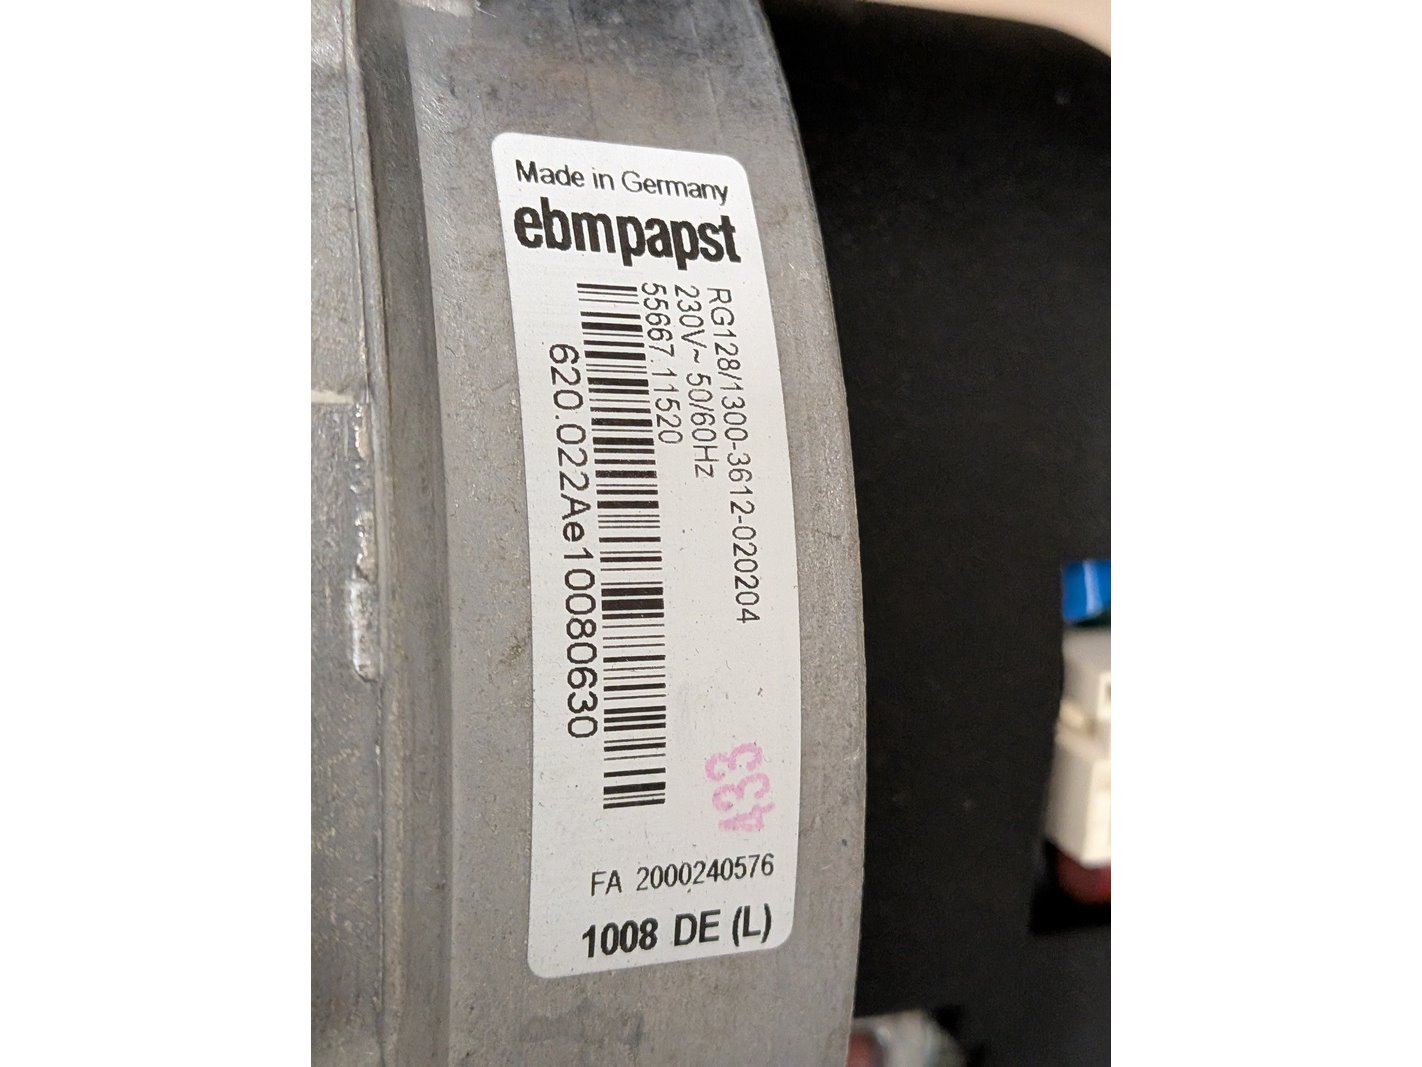 Made in Germany
ebmpapst
RG128/1300-3612-020204
230V~ 50/60Hz
55667.11520
620.022Ae10080630
433
FA 2000240576
1008 DE (L)